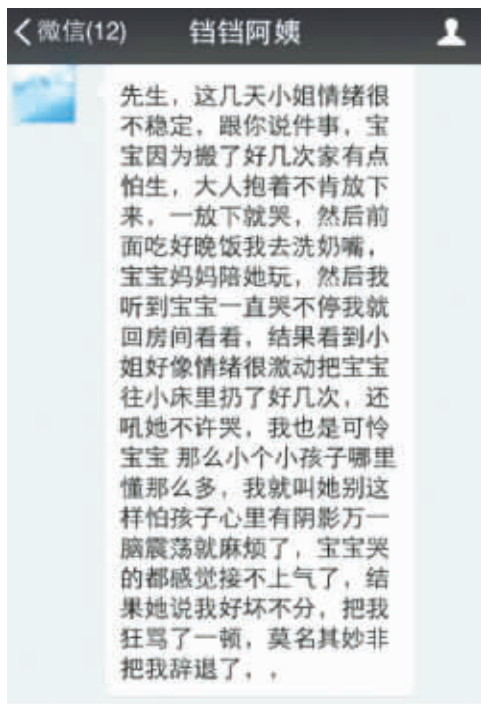 微信(12)
铛铛阿姨
先生，这几天小姐情绪很
不稳定，跟你说件事，宝
宝因为搬了好几次家有点
怕生，大人抱着不肯放下
来，一放下就哭，然后前
面吃好晚饭我去洗奶嘴，
宝宝妈妈陪她玩，然后我
听到宝宝一直哭不停我就
回房间看看，结果看到小
姐好像情绪很激动把宝宝
往小床里扔了好几次，还
吼她不许哭，我也是可怜
宝宝 那么小个小孩子哪里
懂那么多，我就叫她别这
样怕孩子心里有阴影万一
脑震荡就麻烦了，宝宝哭
的都感觉接不上气了，结
果她说我好坏不分，把我
狂骂了一顿，莫名其妙非
把我辞退了，，